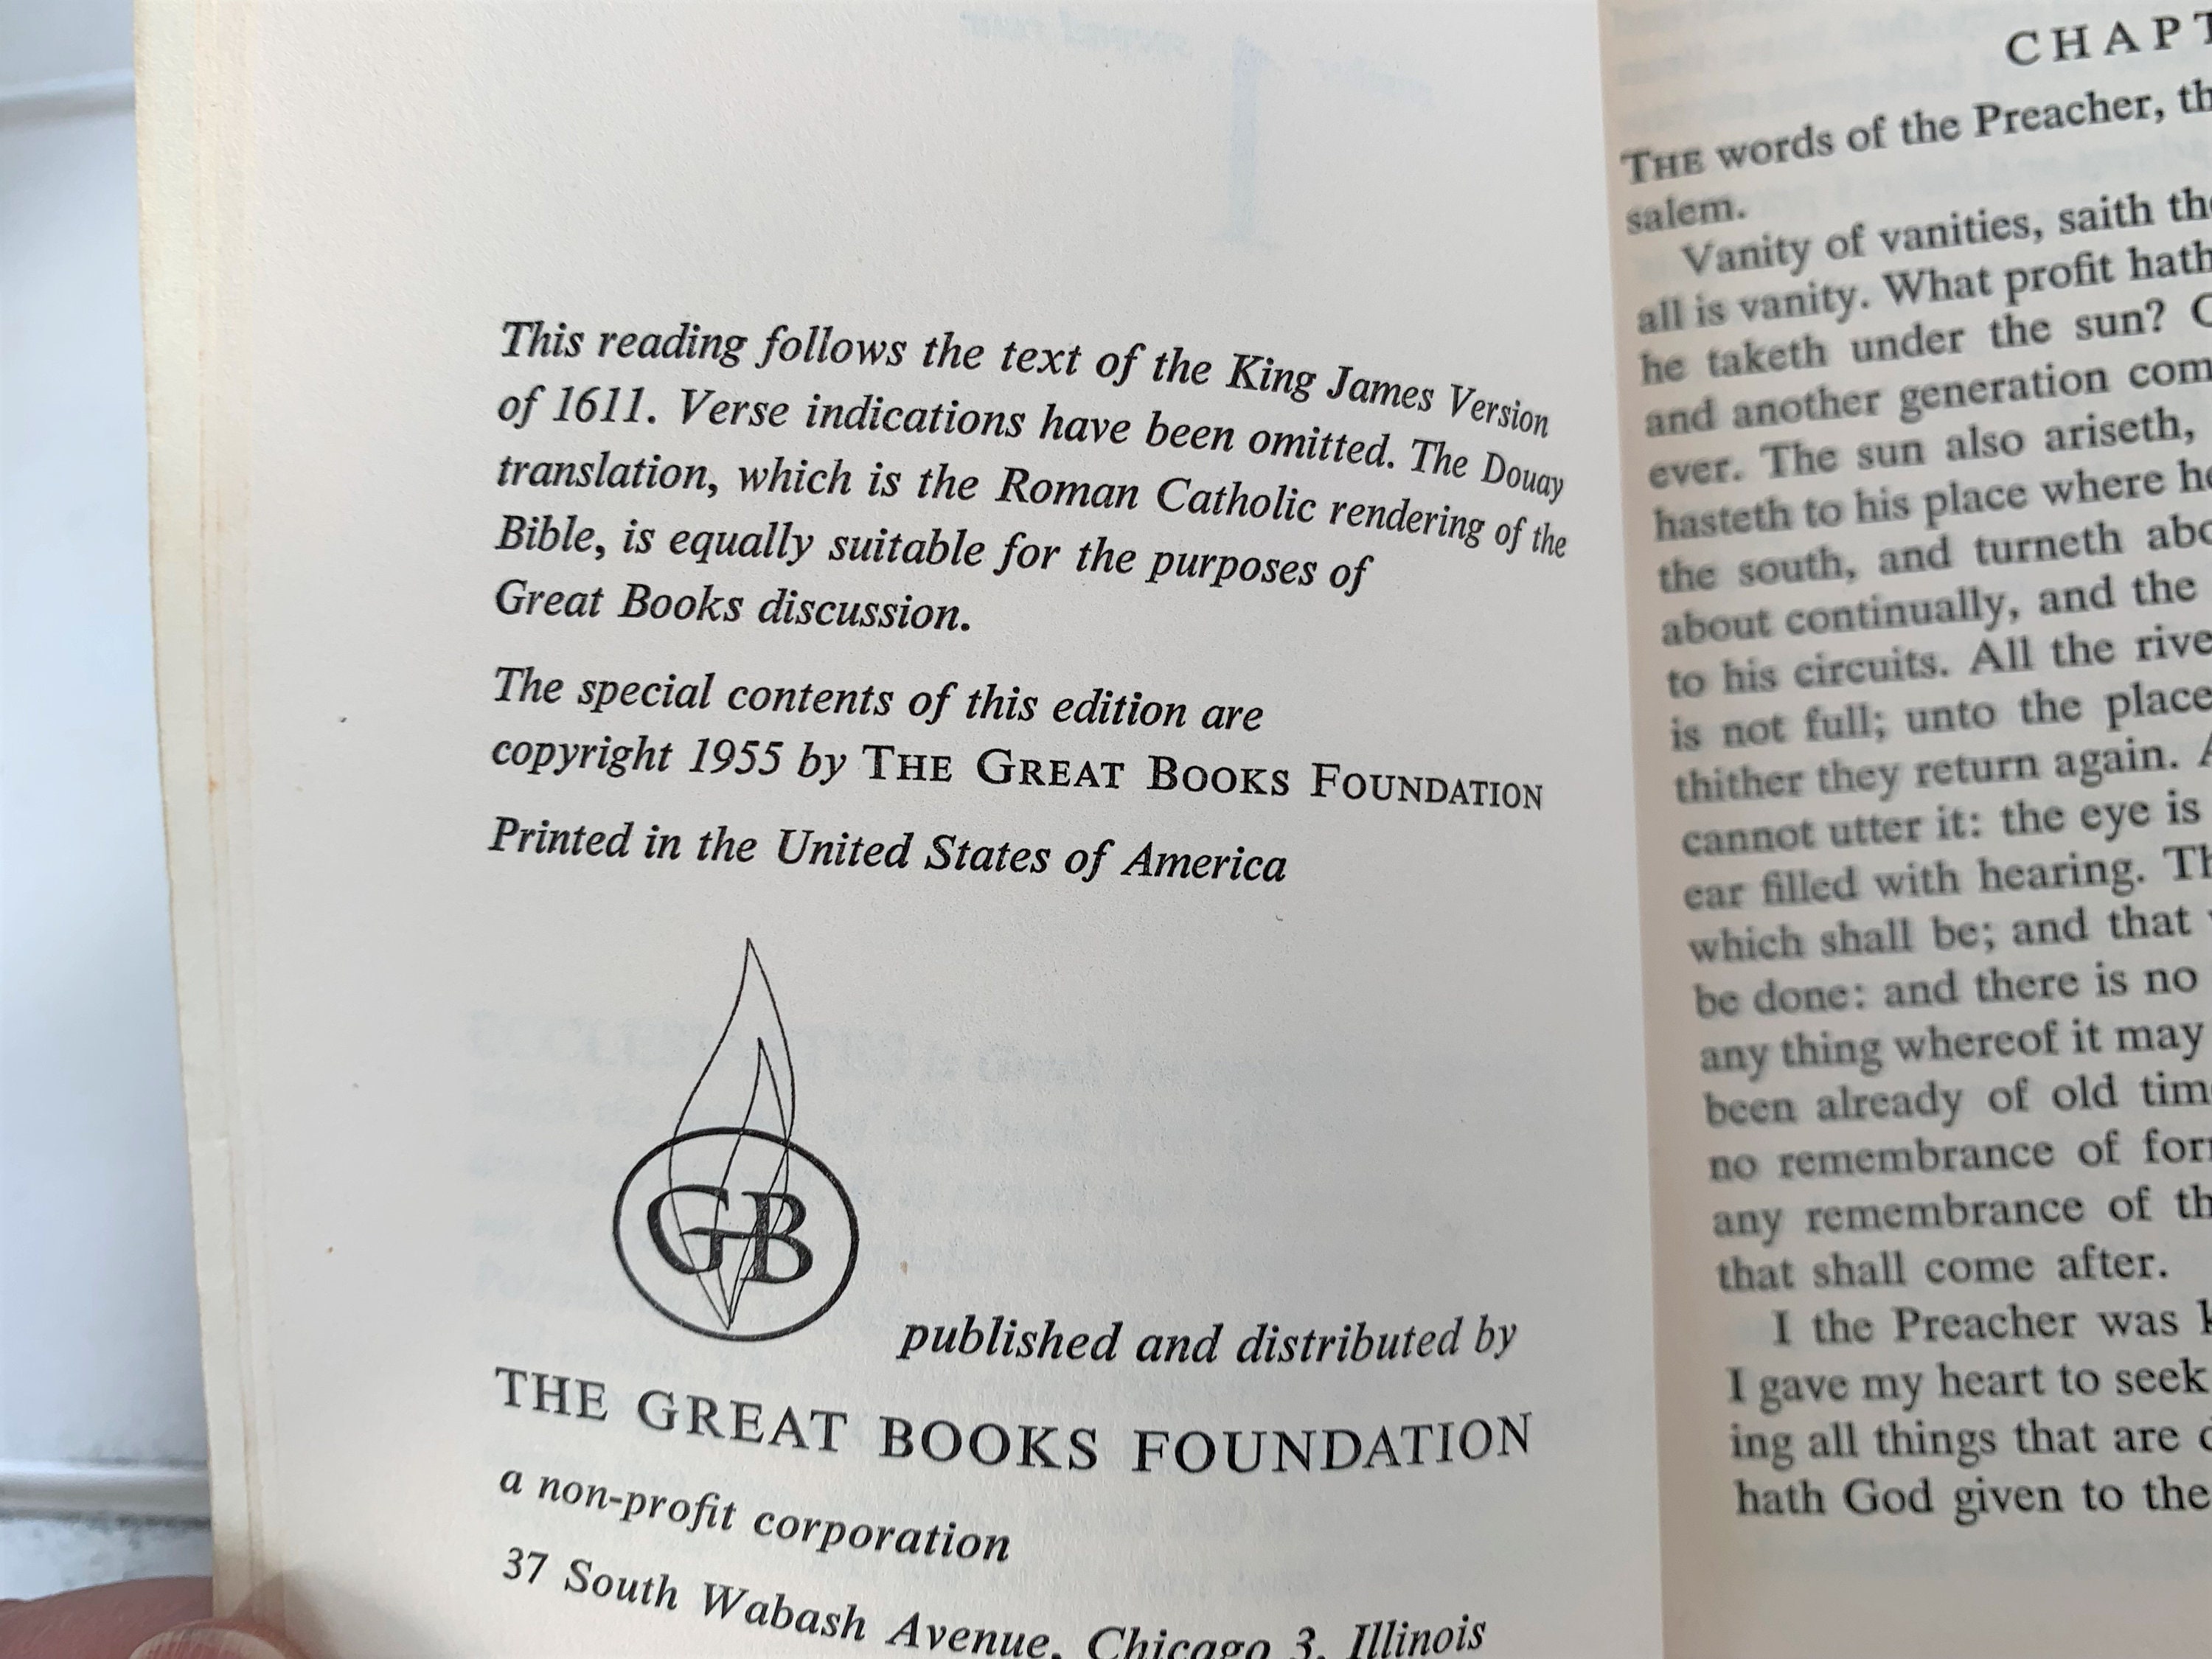 This reading follows the text of the King James Version
of 1611. Verse indications have been omitted. The Douay
translation, which is the Roman Catholic rendering of the
Bible, is equally suitable for the purposes of
Great Books discussion.
The special contents of this edition are
copyright 1955 by THE GREAT BOOKS FOUNDATION
Printed in the United States of America
GB
published and distributed by
THE GREAT BOOKS FOUNDATION
a non-profit corporation
37 South Wabash Avenue, Chicago 3, Illinois
CHAPT
THE words of the Preacher, th
salem.
Vanity of vanities, saith the
all is vanity. What profit hath
he taketh under the sun?
and another generation com
ever. The sun also ariseth,
hasteth to his place where he
the south, and turneth abo
about continually, and the
to his circuits. All the rive
is not full; unto the place
thither they return again. A
cannot utter it: the eye is
ear filled with hearing. Th
which shall be; and that
be done: and there is no
any thing whereof it may
been already of old time
no remembrance of for
any remembrance of th
that shall come after.
I the Preacher was k
I gave my heart to seek
ing all things that are
hath God given to the